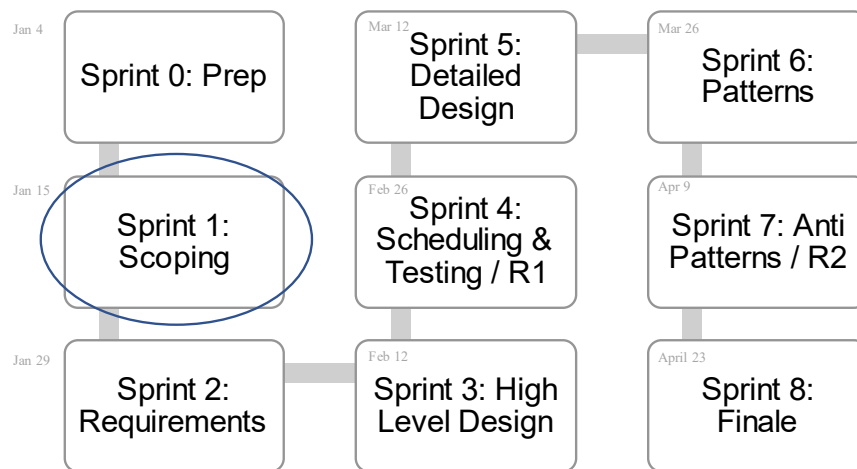 Jan 4
Sprint 0: Prep
Jan 15
Sprint 1:
Scoping
Jan 29
Sprint 2:
Requirements
Feb 12
Sprint 3: High
Level Design
Feb 26
Sprint 4:
Scheduling &
Testing / R1
Mar 12
Sprint 5:
Detailed
Design
Mar 26
Sprint 6:
Patterns
Apr 9
Sprint 7: Anti
Patterns / R2
April 23
Sprint 8:
Finale